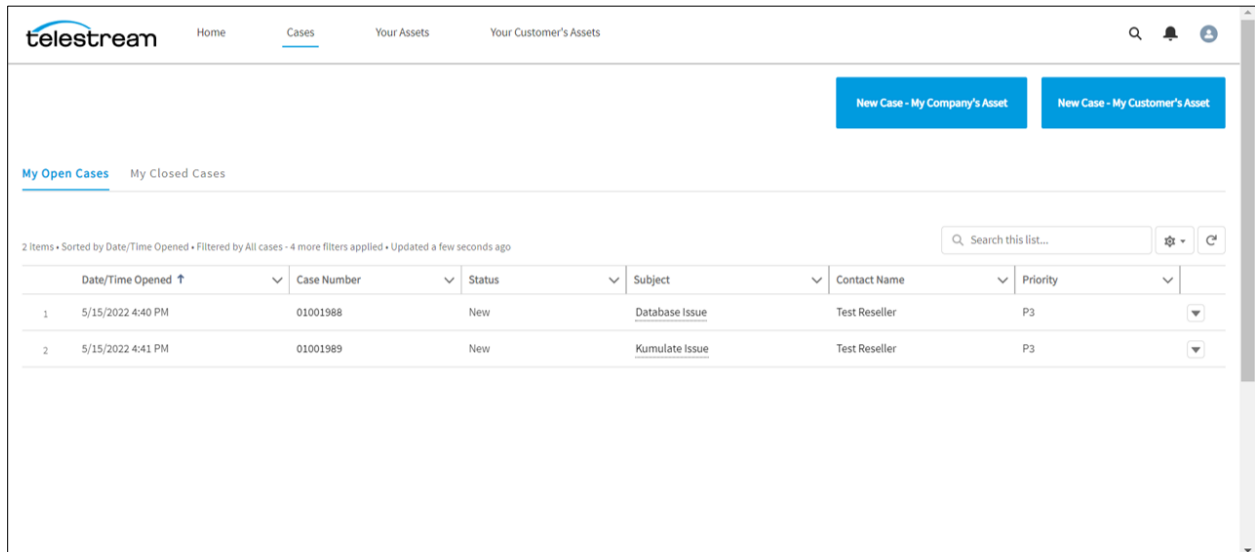 telestream Home Cases Your Assets Your Customer's Assets
New Case - My Company's Asset New Case - My Customer's Asset
My Open Cases My Closed Cases
2 Items • Sorted by Date/Time Opened • Filtered by All cases - 4 more filters applied • Updated a few seconds ago Search this list...
Date/Time Opened ↑ Case Number Status Subject Contact Name Priority
1 5/15/2022 4:40 PM 01001988 New Database Issue Test Reseller P3
2 5/15/2022 4:41 PM 01001989 New Kumulate Issue Test Reseller P3